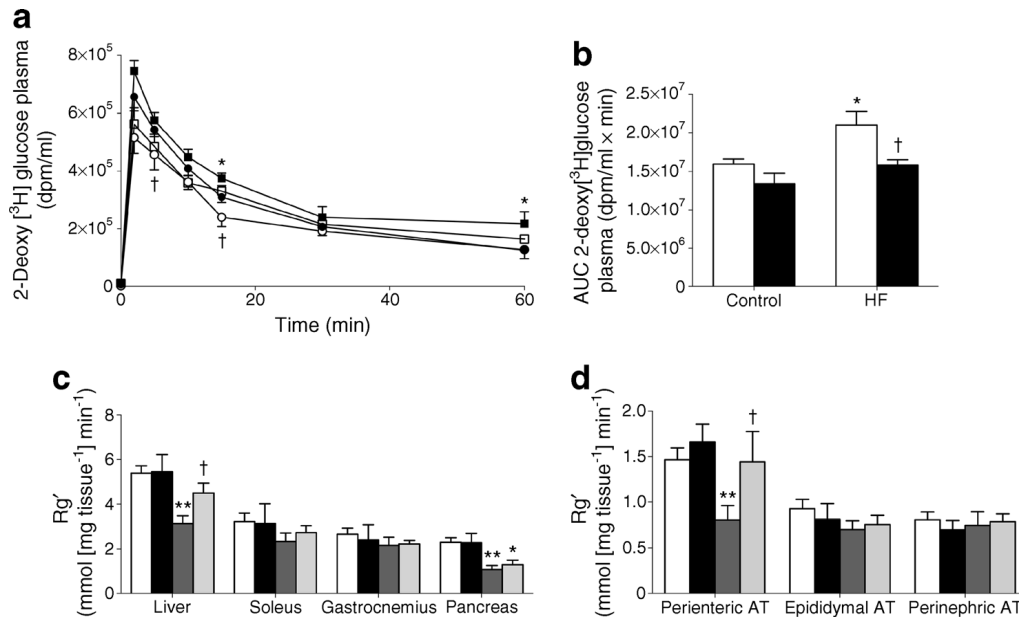 a
2-Deoxy [³H] glucose plasma
(dpm/ml)
8×10⁵
6×10⁵
4×10⁵
2×10⁵
0
*
*
†
†
0
20
40
60
Time (min)
b
AUC 2-deoxy[³H]glucose
plasma (dpm/ml × min)
2.5×10⁷
2.0×10⁷
1.5×10⁷
1.0×10⁷
5.0×10⁶
0
*
†
Control
HF
c
Rg′
(mmol [mg tissue⁻¹] min⁻¹)
8
6
4
2
0
**
†
**
*
Liver
Soleus
Gastrocnemius
Pancreas
d
Rg′
(mmol [mg tissue⁻¹] min⁻¹)
2.0
1.5
1.0
0.5
0
**
†
Perienteric AT
Epididymal AT
Perinephric AT